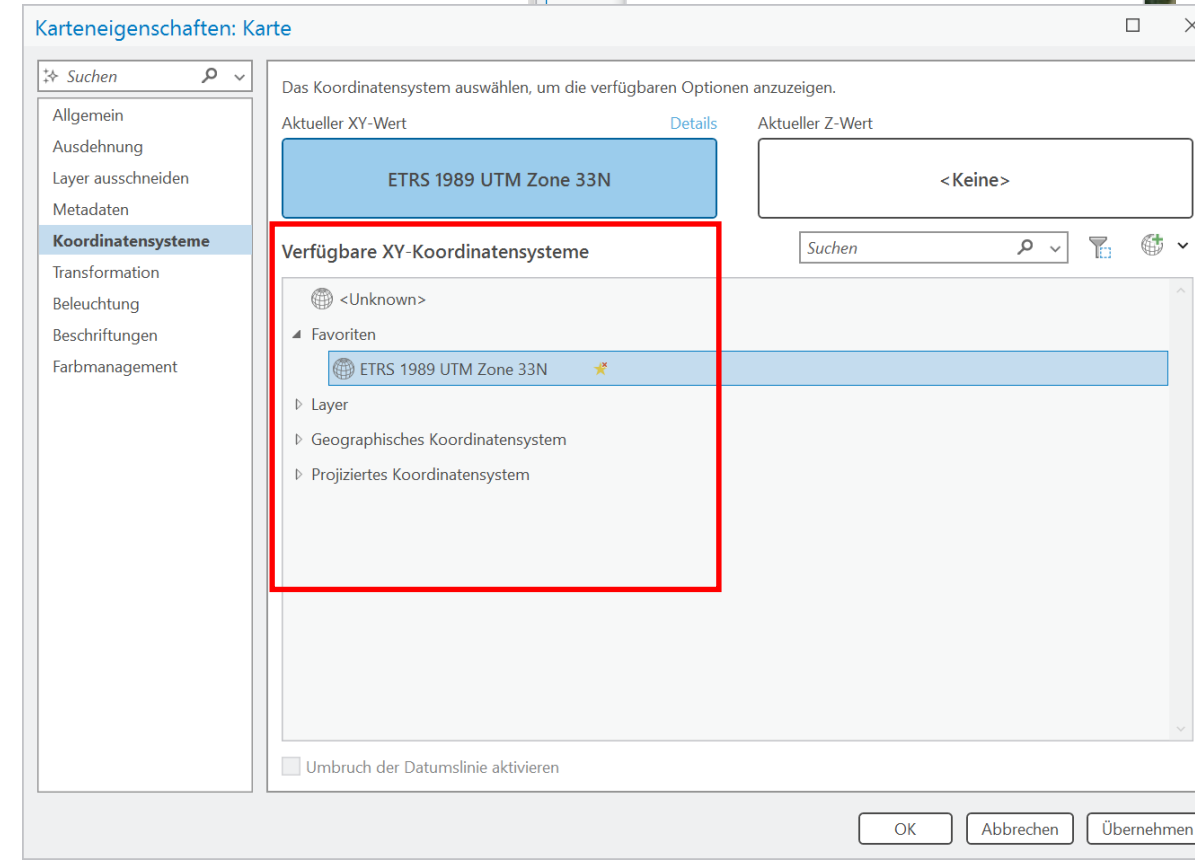 Karteneigenschaften: Karte
Suchen
Allgemein
Ausdehnung
Layer ausschneiden
Metadaten
Koordinatensysteme
Transformation
Beleuchtung
Beschriftungen
Farbmanagement
Das Koordinatensystem auswählen, um die verfügbaren Optionen anzuzeigen.
Aktueller XY-Wert Details Aktueller Z-Wert
ETRS 1989 UTM Zone 33N <Keine>
Verfügbare XY-Koordinatensysteme Suchen
<Unknown>
Favoriten
ETRS 1989 UTM Zone 33N
Layer
Geographisches Koordinatensystem
Projiziertes Koordinatensystem
Umbruch der Datumslinie aktivieren
OK Abbrechen Übernehmen